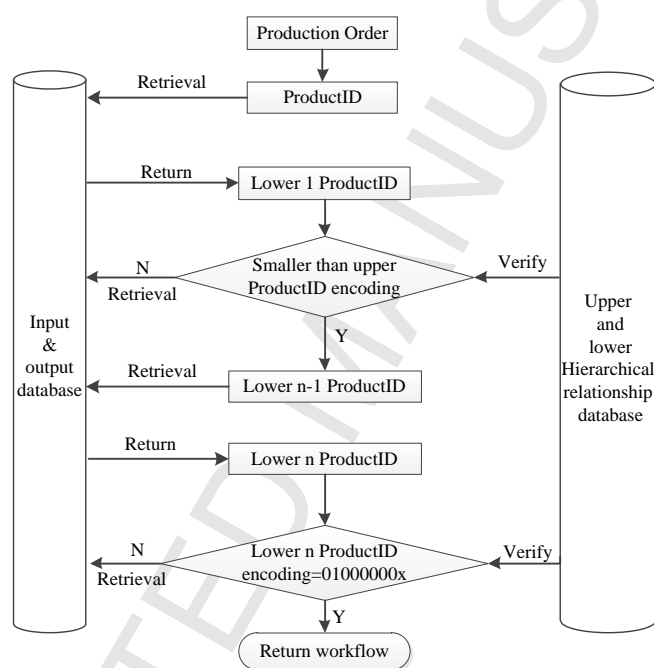 Production Order
Retrieval
ProductID
Return
Lower 1 ProductID
N
Retrieval
Smaller than upper
ProductID encoding
Verify
Y
Input
&
output
database
Upper
and
lower
Hierarchical
relationship
database
Retrieval
Lower n-1 ProductID
Return
Lower n ProductID
N
Retrieval
Lower n ProductID
encoding=01000000x
Verify
Y
Return workflow
TED MANUS